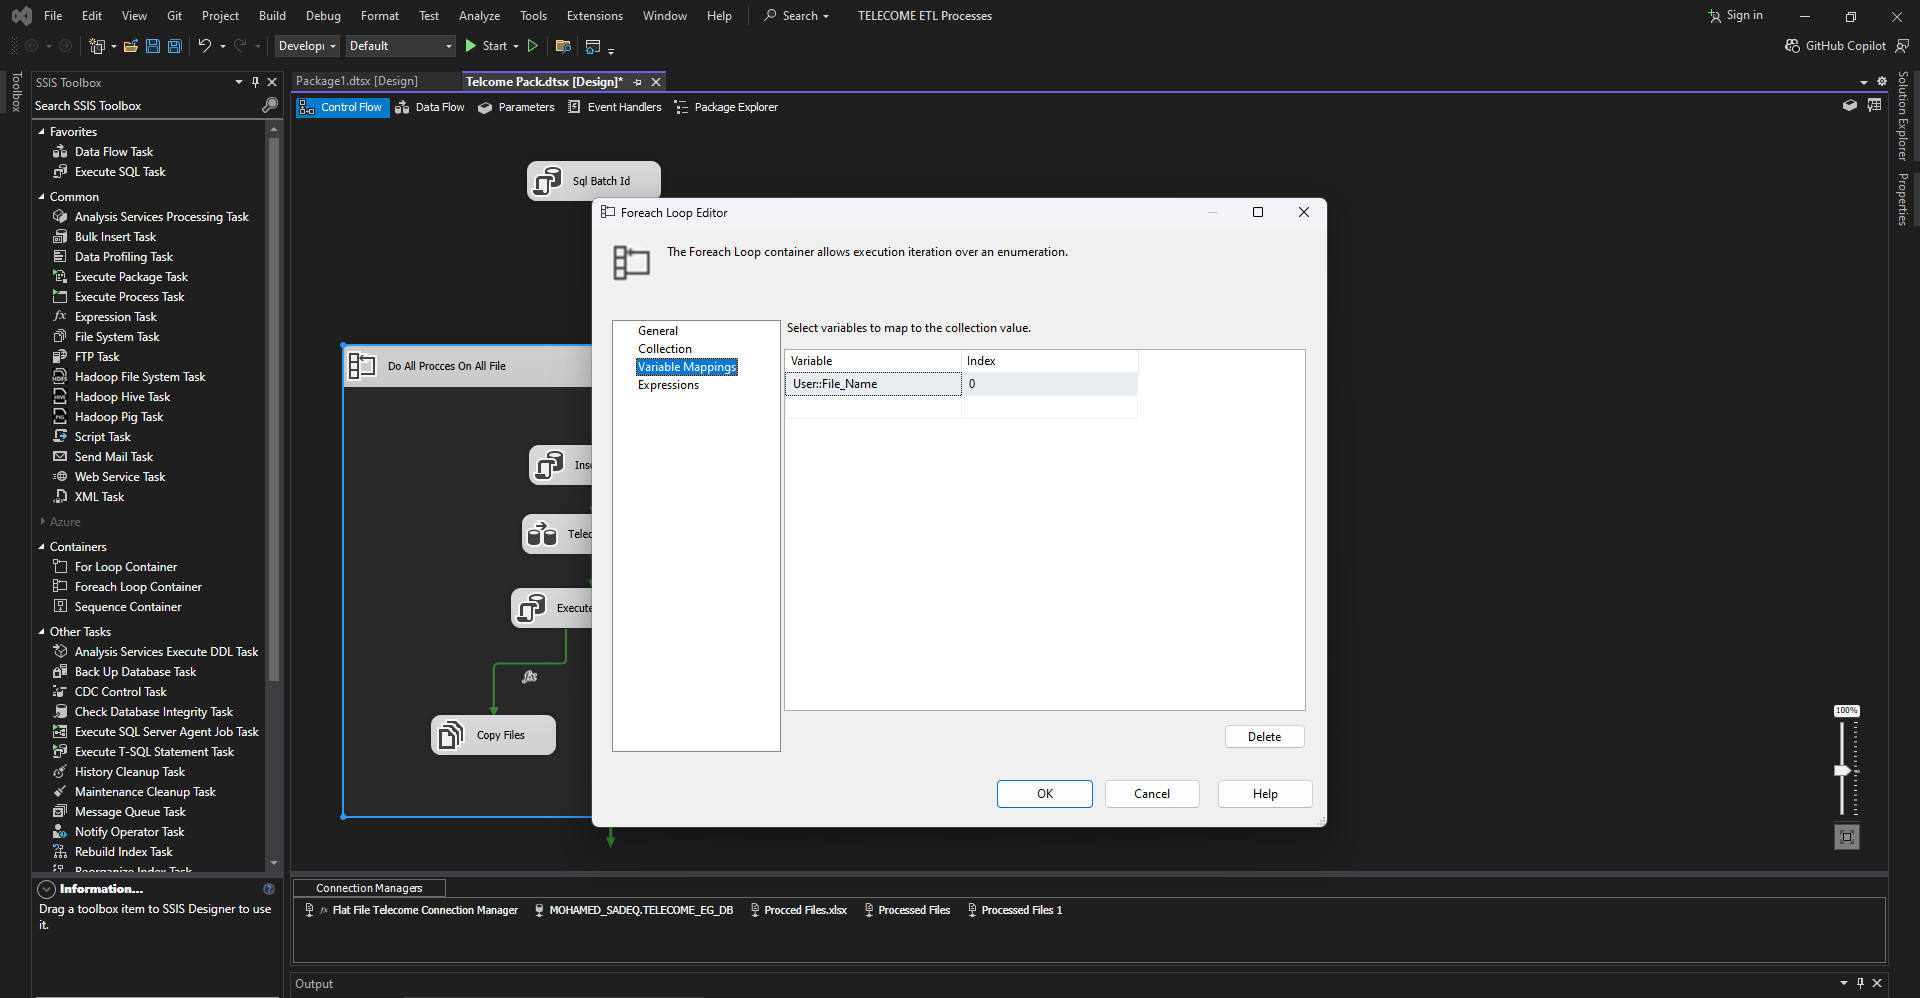 File Edit View Git Project Build Debug Format Test Analyze Tools Extensions Window Help Search TELECOME ETL Processes Sign in
Default Start GitHub Copilot
Toolbox
SSIS Toolbox
Search SSIS Toolbox
Favorites
Data Flow Task
Execute SQL Task
Common
Analysis Services Processing Task
Bulk Insert Task
Data Profiling Task
Execute Package Task
Execute Process Task
Expression Task
File System Task
FTP Task
Hadoop File System Task
Hadoop Hive Task
Hadoop Pig Task
Script Task
Send Mail Task
Web Service Task
XML Task
Azure
Containers
For Loop Container
Foreach Loop Container
Sequence Container
Other Tasks
Analysis Services Execute DDL Task
Back Up Database Task
CDC Control Task
Check Database Integrity Task
Execute SQL Server Agent Job Task
Execute T-SQL Statement Task
History Cleanup Task
Maintenance Cleanup Task
Message Queue Task
Notify Operator Task
Rebuild Index Task
Reorganize Index Task
Information...
Drag a toolbox item to SSIS Designer to use
it.
Package1.dtsx [Design] Telcome Pack.dtsx [Design]*
Control Flow Data Flow Parameters Event Handlers Package Explorer
Sql Batch Id
Do All Procces On All File
Execute
fx
Copy Files
Foreach Loop Editor
The Foreach Loop container allows execution iteration over an enumeration.
General
Collection
Variable Mappings
Expressions
Select variables to map to the collection value.
Variable Index
User::File_Name 0
Delete
OK Cancel Help
100%
Connection Managers
fx Flat File Telecome Connection Manager MOHAMED_SADEQ.TELECOME_EG_DB Procced Files.xlsx Processed Files Processed Files 1
Output
Solution Explorer
Properties